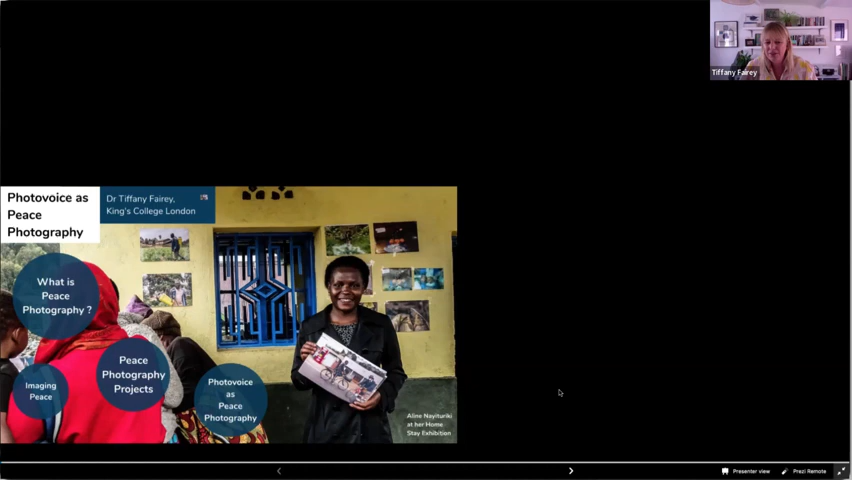 Tiffany Fairey
Photovoice as
Peace
Photography
Dr Tiffany Fairey,
King's College London
What is
Peace
Photography ?
Peace
Photography
Projects
Imaging
Peace
Photovoice
as
Peace
Photography
Aline Nayituriki
at her Home
Stay Exhibition
Presenter view
Prezi Remote